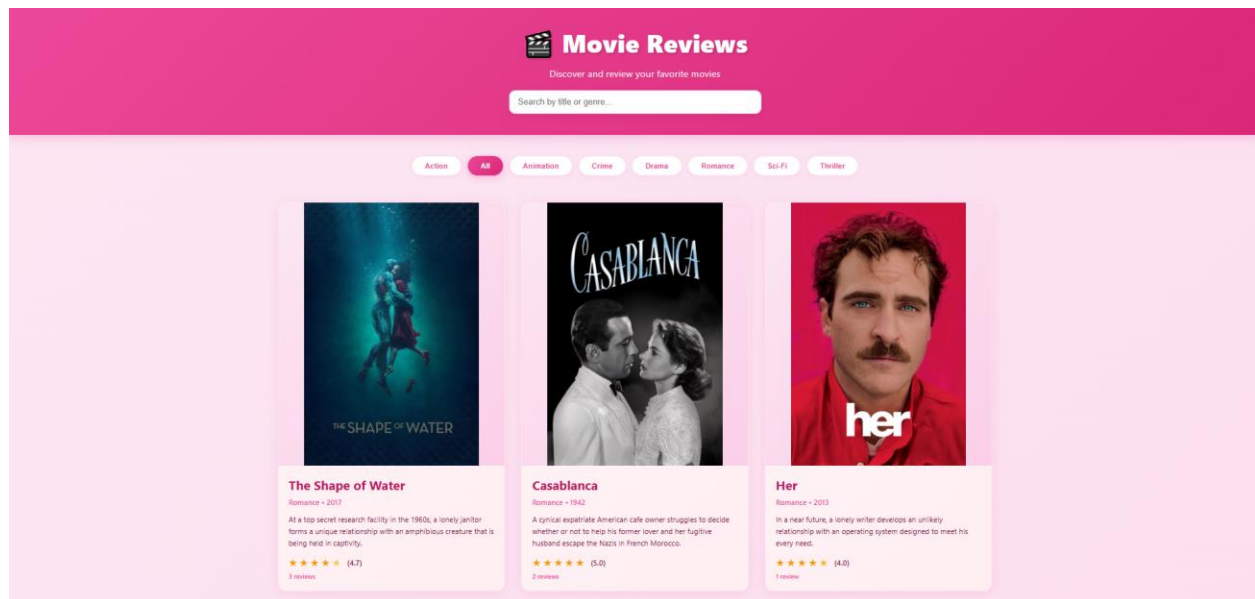 🎬 Movie Reviews
Discover and review your favorite movies
Search by title or genre...
Action
All
Animation
Crime
Drama
Romance
Sci-Fi
Thriller
THE SHAPE OF WATER
CASABLANCA
her
The Shape of Water
Romance • 2017
At a top secret research facility in the 1960s, a lonely janitor
forms a unique relationship with an amphibious creature that is
being held in captivity.
★★★★★ (4.7)
3 reviews
Casablanca
Romance • 1942
A cynical expatriate American cafe owner struggles to decide
whether or not to help his former lover and her fugitive
husband escape the Nazis in French Morocco.
★★★★★ (5.0)
2 reviews
Her
Romance • 2013
In a near future, a lonely writer develops an unlikely
relationship with an operating system designed to meet his
every need.
★★★★★ (4.0)
1 review